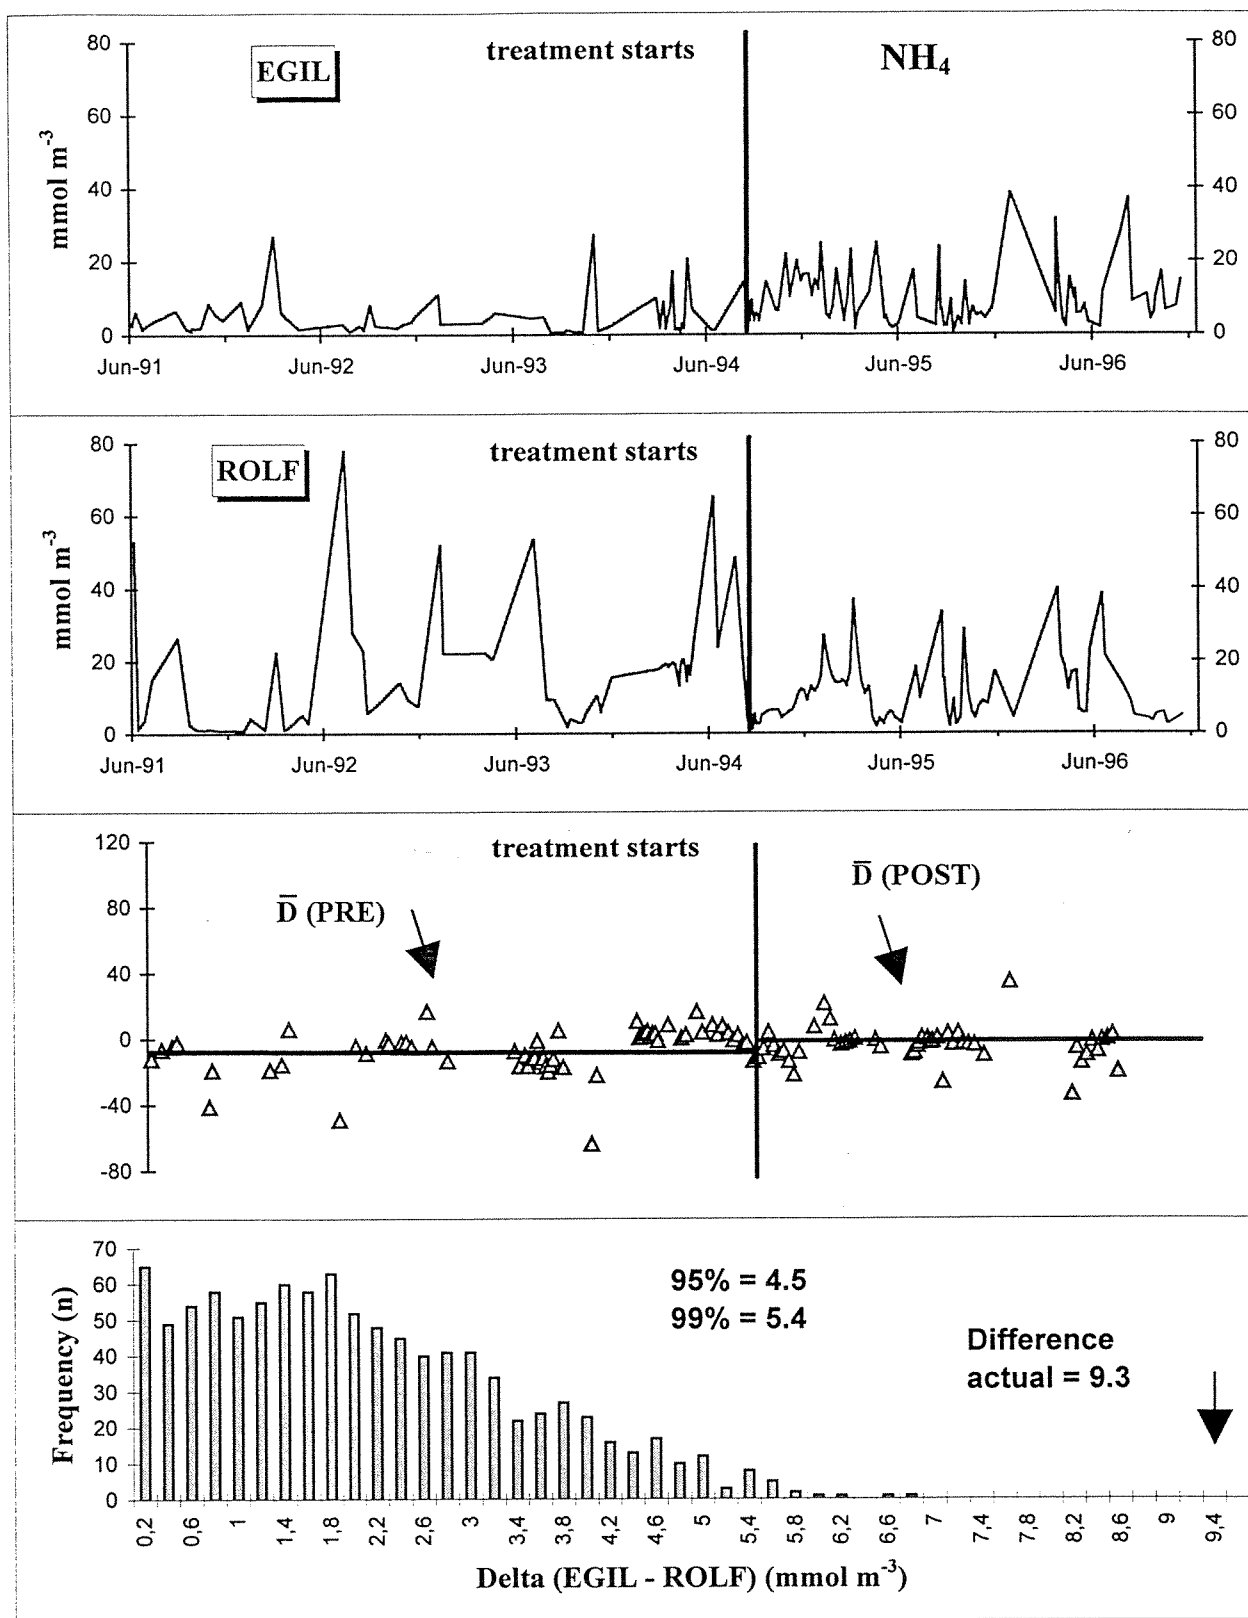 EGIL
treatment starts
NH₄
mmol m⁻³
80
60
40
20
0
80
60
40
20
0
Jun-91
Jun-92
Jun-93
Jun-94
Jun-95
Jun-96
ROLF
treatment starts
mmol m⁻³
80
60
40
20
0
80
60
40
20
0
Jun-91
Jun-92
Jun-93
Jun-94
Jun-95
Jun-96
treatment starts
D̅ (PRE)
D̅ (POST)
120
80
40
0
-40
-80
Frequency (n)
70
60
50
40
30
20
10
0
95% = 4.5
99% = 5.4
Difference
actual = 9.3
0,2
0,6
1
1,4
1,8
2,2
2,6
3
3,4
3,8
4,2
4,6
5
5,4
5,8
6,2
6,6
7
7,4
7,8
8,2
8,6
9
9,4
Delta (EGIL - ROLF) (mmol m⁻³)